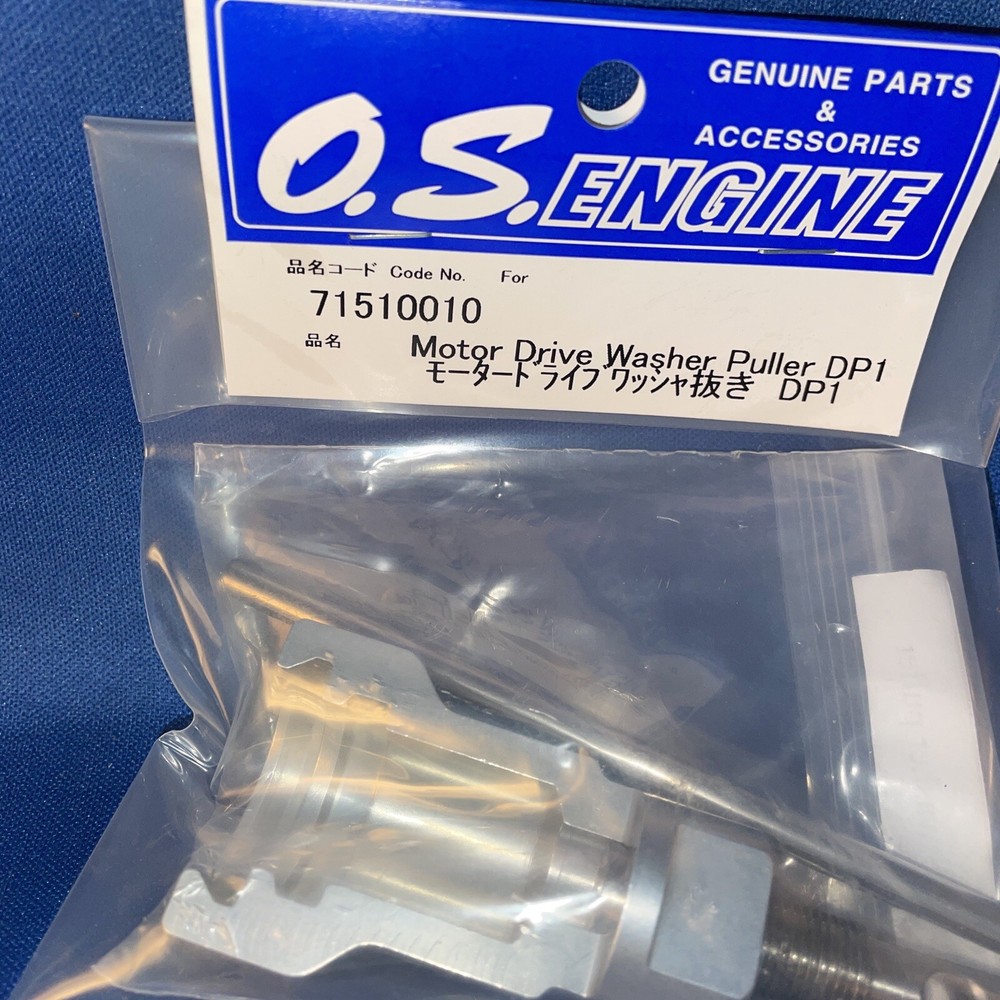 GENUINE PARTS
&
ACCESSORIES
O.S. ENGINE
品名コード Code No. For
71510010
品名 Motor Drive Washer Puller DP1
モータードライブワッシャ抜き DP1